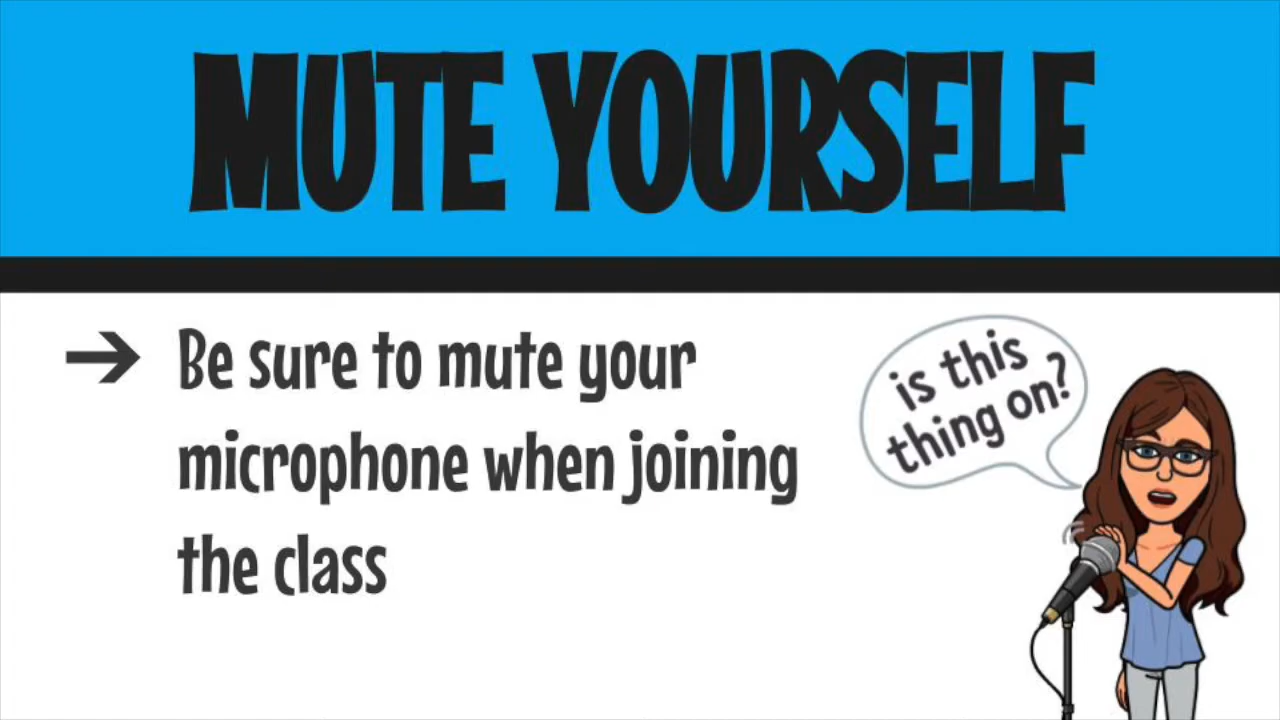 MUTE YOURSELF
➔ Be sure to mute your
microphone when joining
the class
is this
thing on?